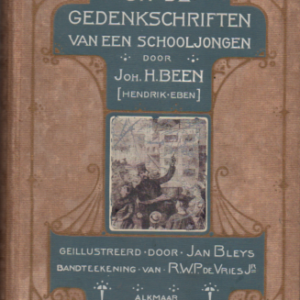 GEDENKSCHRIFTEN
VAN EEN SCHOOLJONGEN
DOOR
JOH. H. BEEN
[HENDRIK-EBEN]
GEILLUSTREERD·DOOR·JAN BLEYS
BANDTEEKENING·VAN·R.W.P. DE VRIES JR
ALKMAAR